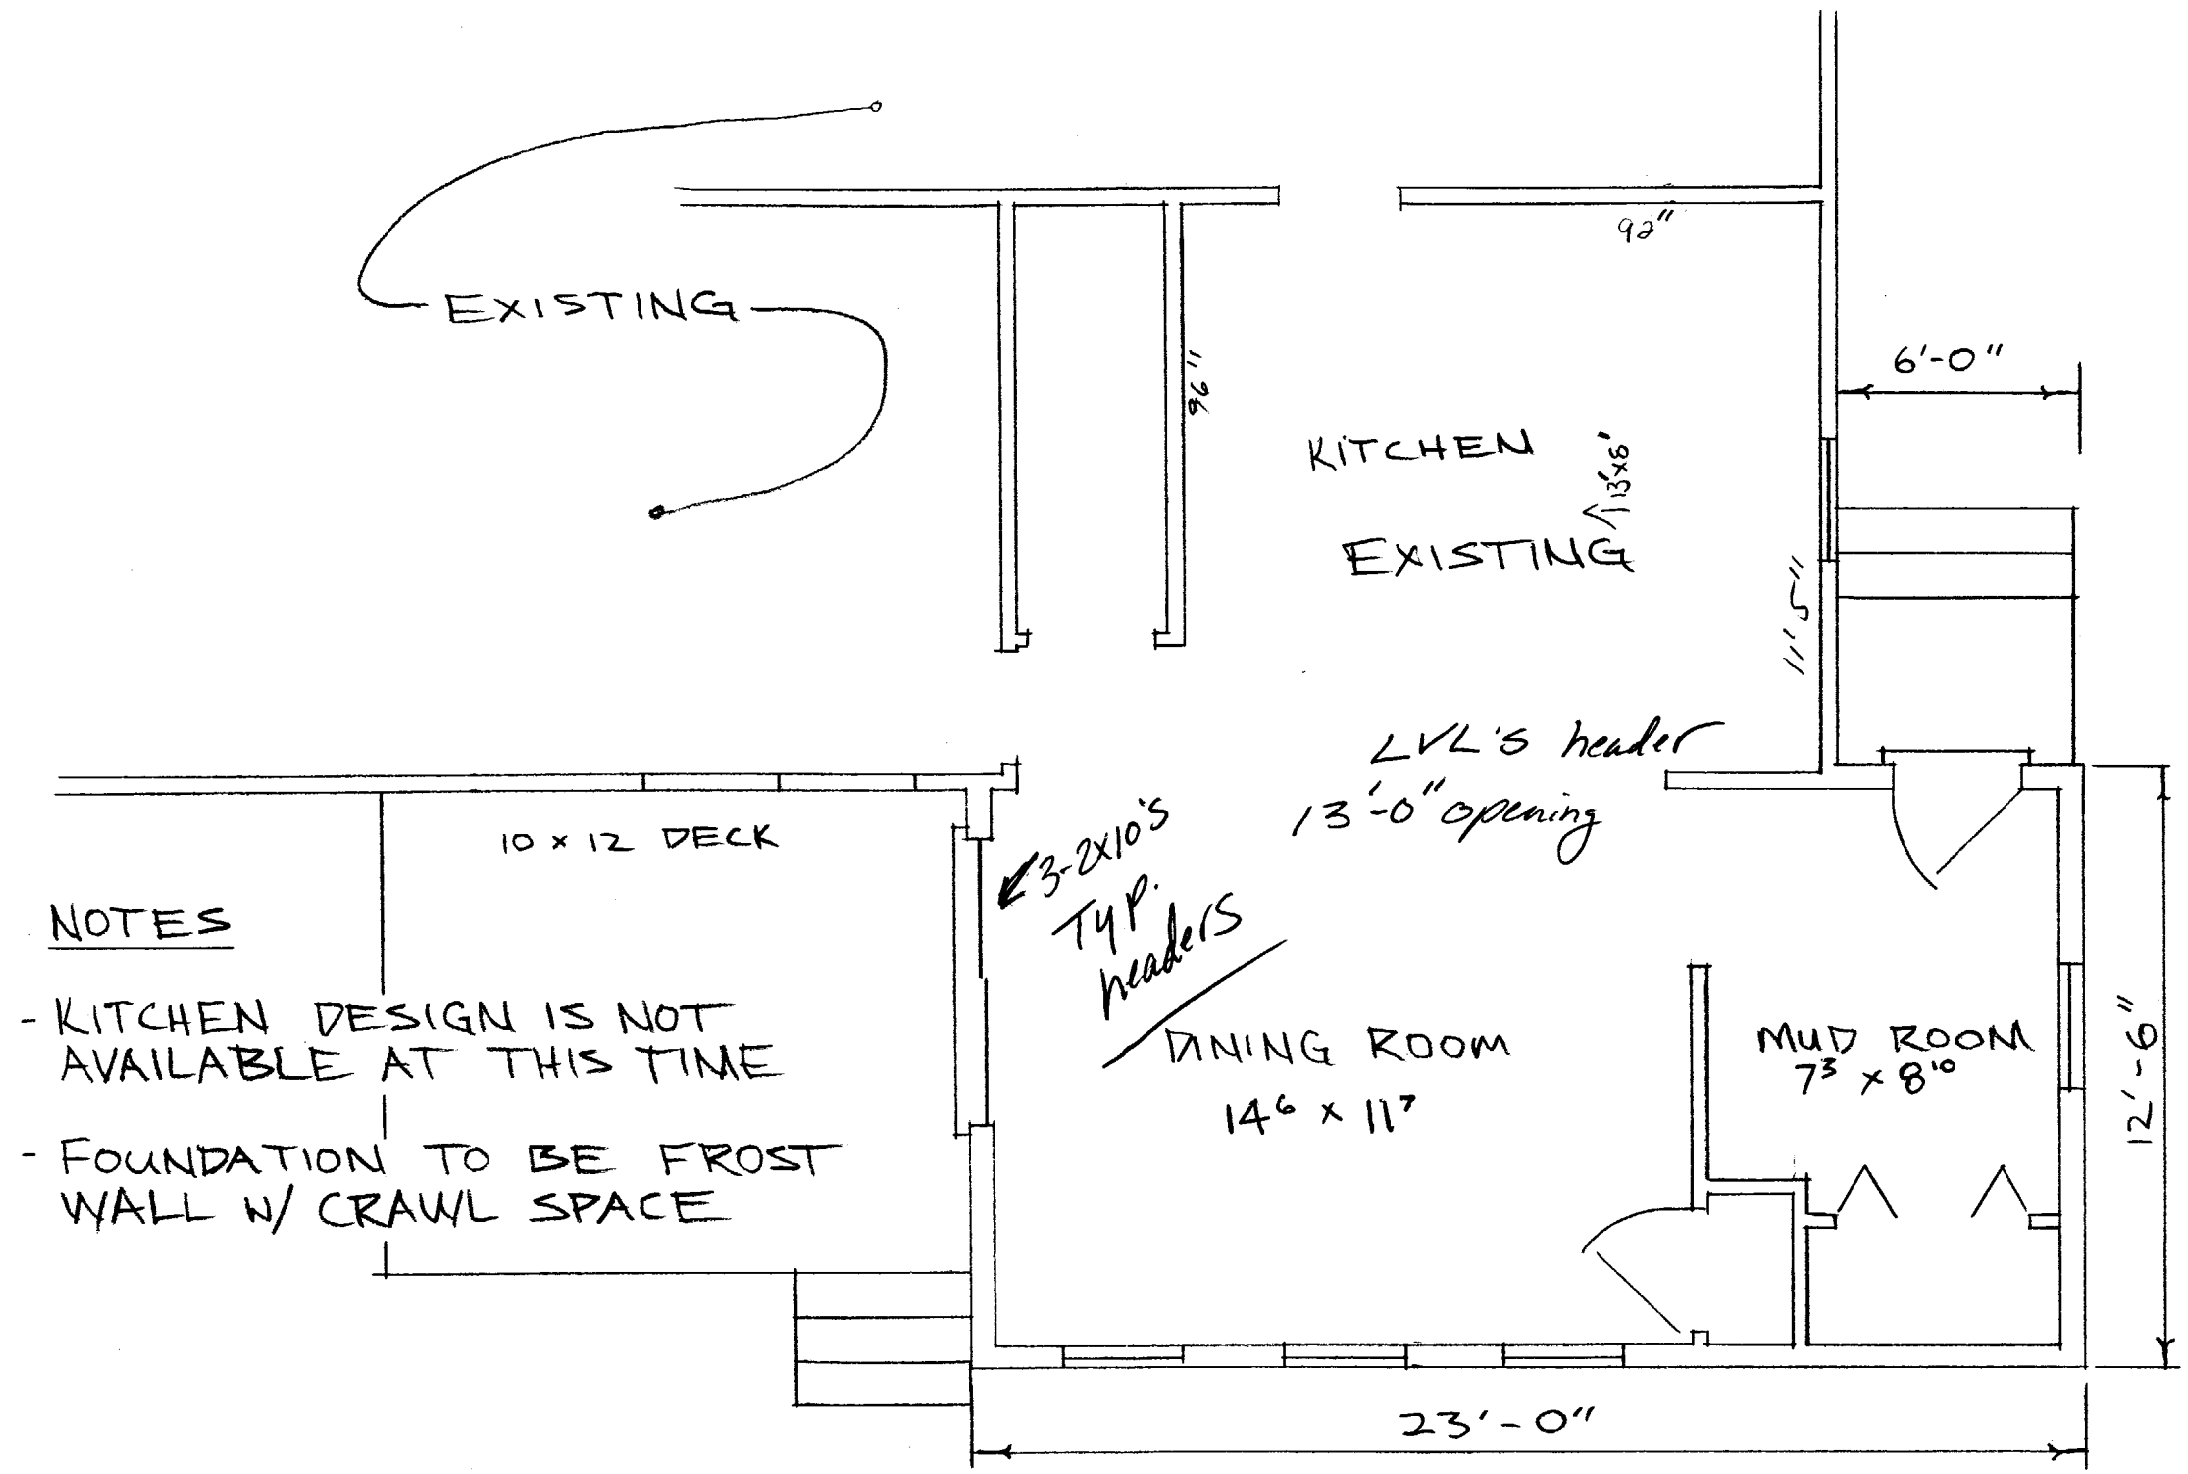 92"
EXISTING
96"
6'-0"
KITCHEN
13'x8'
EXISTING
11'5"
LVL's header
13'-0" opening
10 x 12 DECK
3-2x10's
Typ.
headers
NOTES
- KITCHEN DESIGN IS NOT
AVAILABLE AT THIS TIME
- FOUNDATION TO BE FROST
WALL W/ CRAWL SPACE
DINING ROOM
14⁶ x 11⁷
MUD ROOM
7³ x 8¹⁰
12'-6"
23'-0"